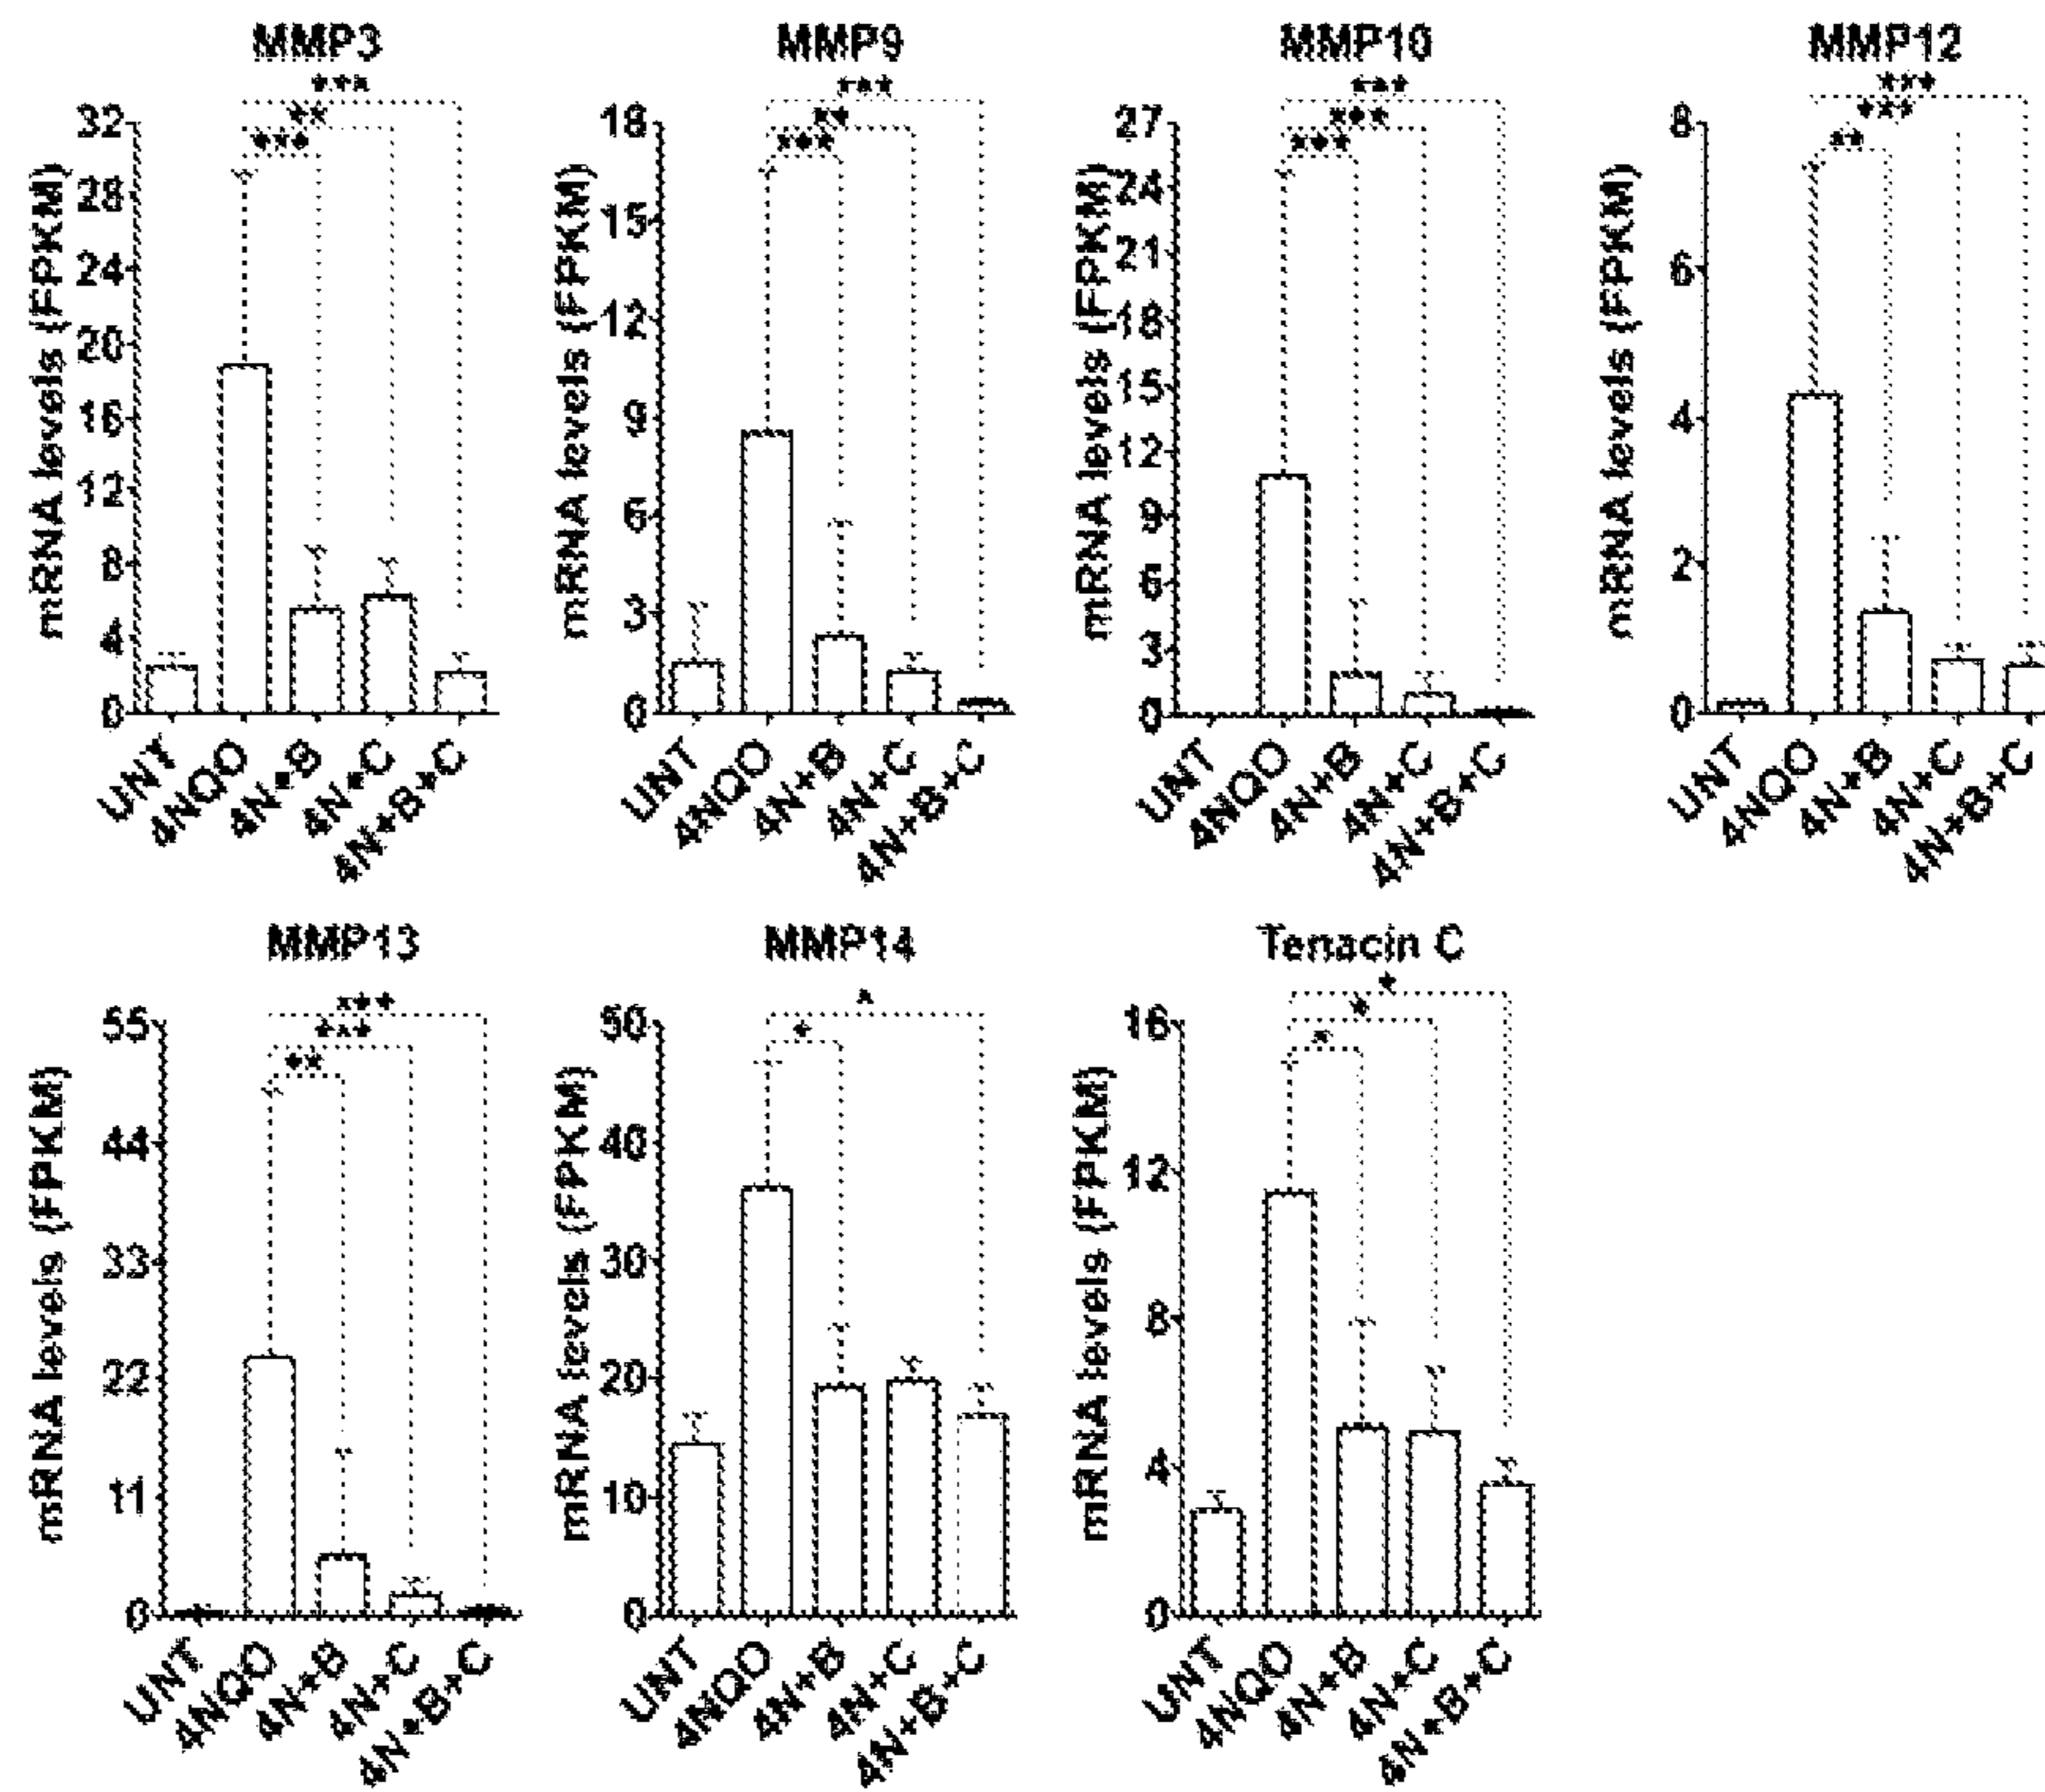 MMP3
***
**
***
mRNA levels (FPKM)
32
28
24
20
16
12
8
4
0
UNT
4NQO
4N+B
4N+C
4N+B+C
MMP9
***
**
***
mRNA levels (FPKM)
18
15
12
9
6
3
0
UNT
4NQO
4N+B
4N+C
4N+B+C
MMP10
***
***
***
mRNA levels (FPKM)
27
24
21
18
15
12
9
6
3
0
UNT
4NQO
4N+B
4N+C
4N+B+C
MMP12
***
***
**
mRNA levels (FPKM)
8
6
4
2
0
UNT
4NQO
4N+B
4N+C
4N+B+C
MMP13
***
***
**
mRNA levels (FPKM)
55
44
33
22
11
0
UNT
4NQO
4N+B
4N+C
4N+B+C
MMP14
*
*
mRNA levels (FPKM)
50
40
30
20
10
0
UNT
4NQO
4N+B
4N+C
4N+B+C
Tenacin C
*
*
*
mRNA levels (FPKM)
16
12
8
4
0
UNT
4NQO
4N+B
4N+C
4N+B+C